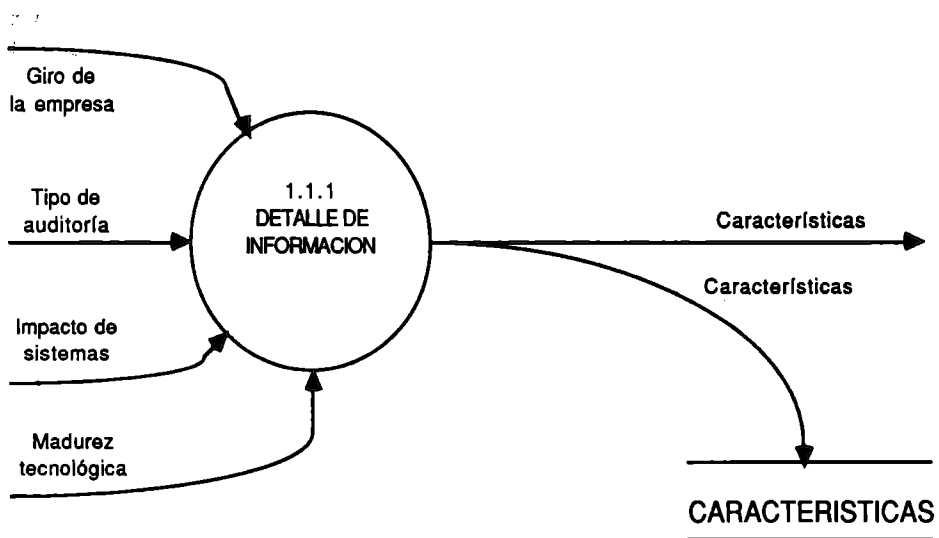 Giro de
la empresa
Tipo de
auditoría
Impacto de
sistemas
Madurez
tecnológica
1.1.1
DETALLE DE
INFORMACION
Características
Características
CARACTERISTICAS